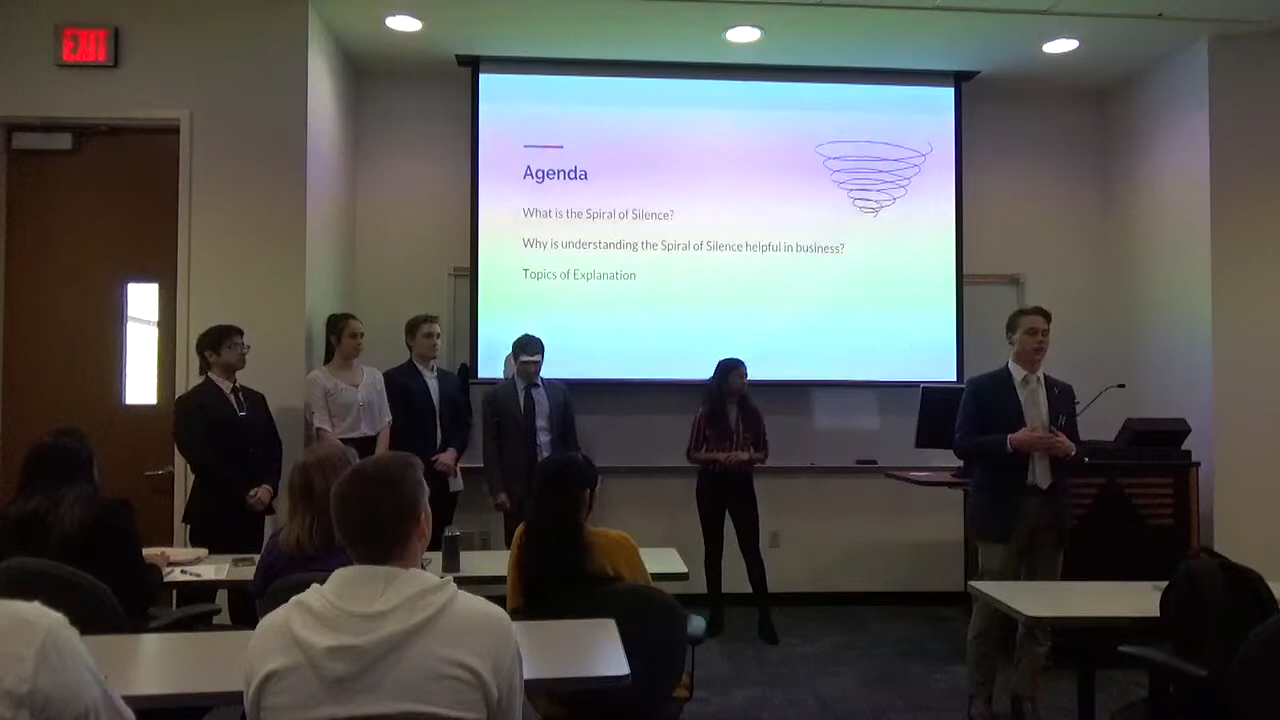 EXIT
Agenda
What is the Spiral of Silence?
Why is understanding the Spiral of Silence helpful in business?
Topics of Explanation